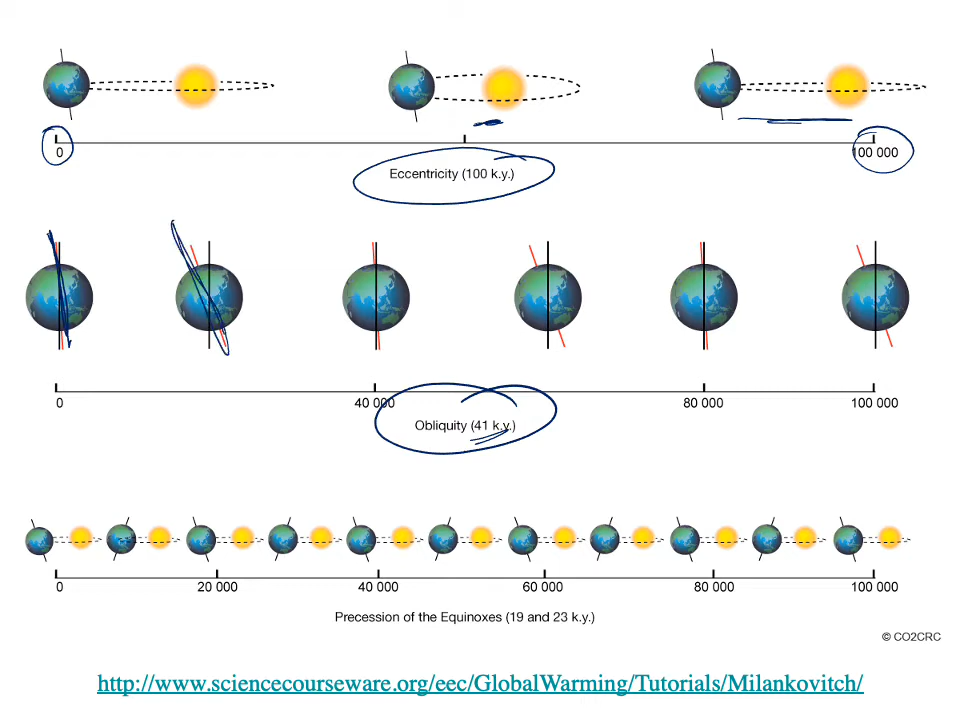 0
100 000
Eccentricity (100 k.y.)
0
40 000
80 000
100 000
Obliquity (41 k.y.)
0
20 000
40 000
60 000
80 000
100 000
Precession of the Equinoxes (19 and 23 k.y.)
© CO2CRC
http://www.sciencecourseware.org/eec/GlobalWarming/Tutorials/Milankovitch/